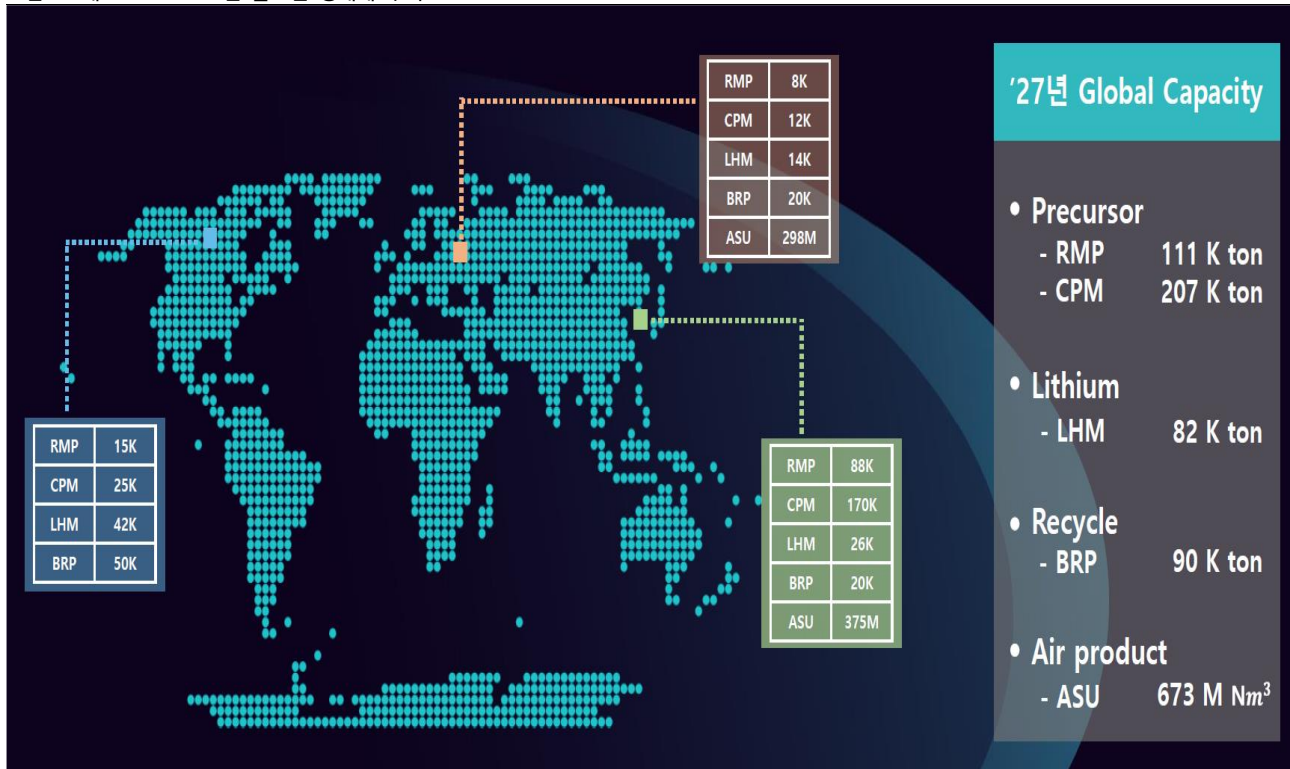 RMP 8K
CPM 12K
LHM 14K
BRP 20K
ASU 298M
RMP 15K
CPM 25K
LHM 42K
BRP 50K
RMP 88K
CPM 170K
LHM 26K
BRP 20K
ASU 375M
’27년 Global Capacity
• Precursor
- RMP 111 K ton
- CPM 207 K ton
• Lithium
- LHM 82 K ton
• Recycle
- BRP 90 K ton
• Air product
- ASU 673 M Nm³